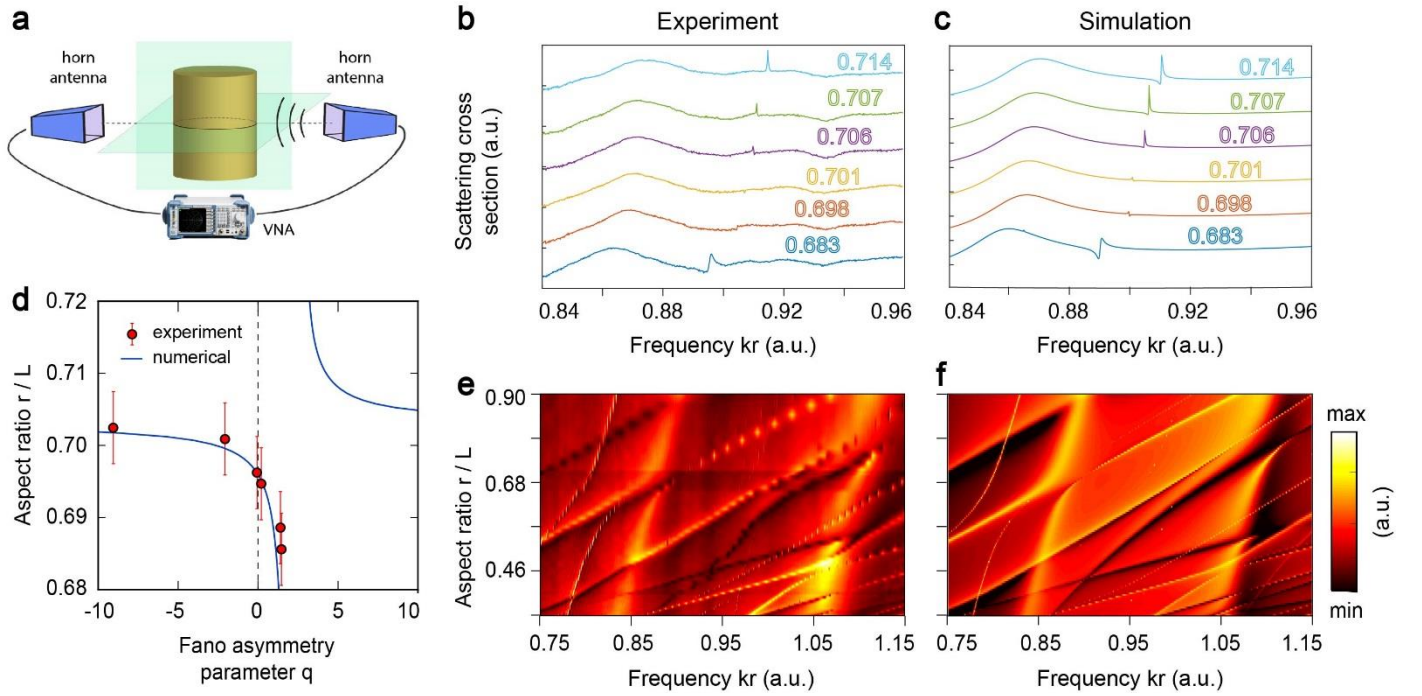 a
horn
antenna
horn
antenna
VNA
b
Experiment
Scattering cross
section (a.u.)
0.714
0.707
0.706
0.701
0.698
0.683
0.84
0.88
0.92
0.96
Frequency kr (a.u.)
c
Simulation
0.714
0.707
0.706
0.701
0.698
0.683
0.84
0.88
0.92
0.96
Frequency kr (a.u.)
d
Aspect ratio r / L
0.72
0.71
0.70
0.69
0.68
experiment
numerical
-10
-5
0
5
10
Fano asymmetry
parameter q
e
Aspect ratio r / L
0.90
0.68
0.46
0.75
0.85
0.95
1.05
1.15
Frequency kr (a.u.)
f
0.75
0.85
0.95
1.05
1.15
Frequency kr (a.u.)
max
(a.u.)
min